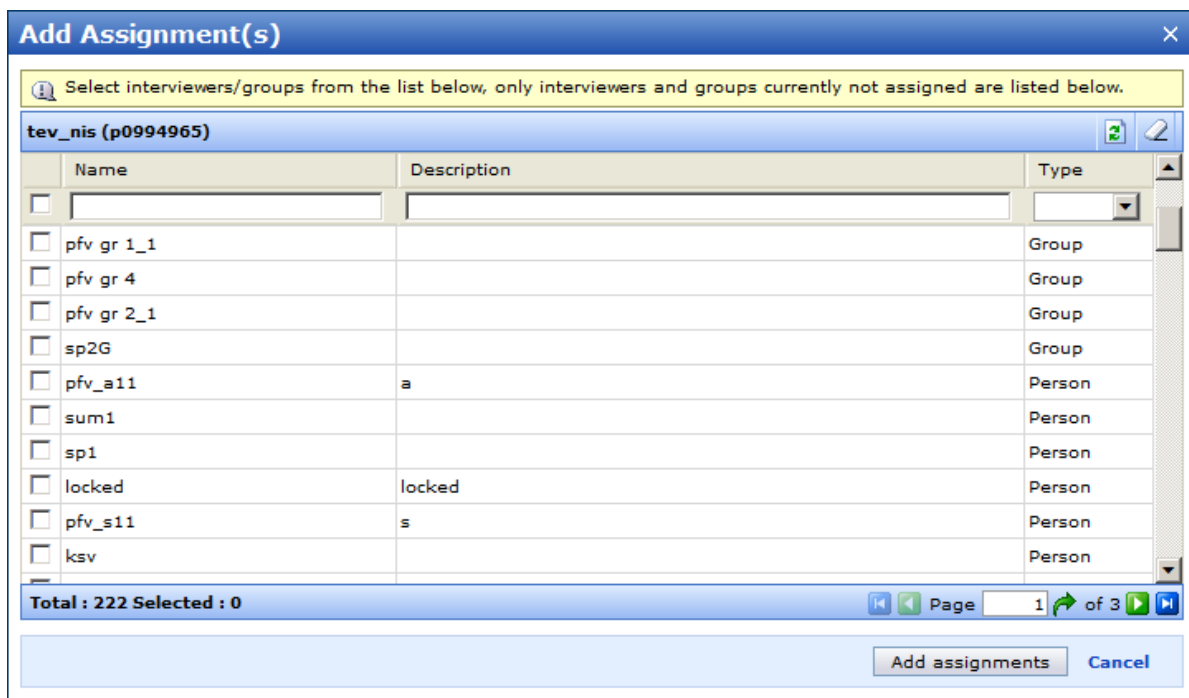 Add Assignment(s)
Select interviewers/groups from the list below, only interviewers and groups currently not assigned are listed below.
tev_nis (p0994965)
Name Description Type
pfv gr 1_1 Group
pfv gr 4 Group
pfv gr 2_1 Group
sp2G Group
pfv_a11 a Person
sum1 Person
sp1 Person
locked locked Person
pfv_s11 s Person
ksv Person
Total : 222 Selected : 0 Page 1 of 3
Add assignments Cancel